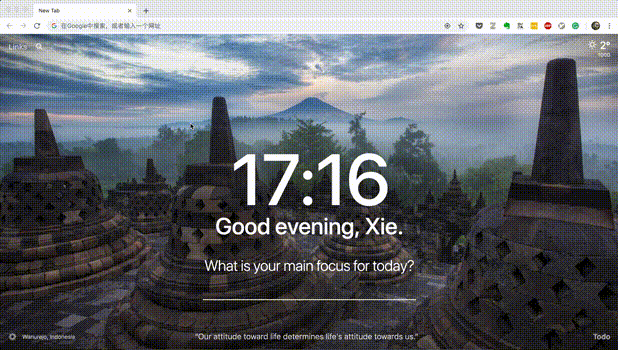 New Tab
在Google中搜索，或者输入一个网址
Links
2°
17:16
Good evening, Xie.
What is your main focus for today?
Wanurejo, Indonesia
"Our attitude toward life determines life's attitude towards us."
Todo